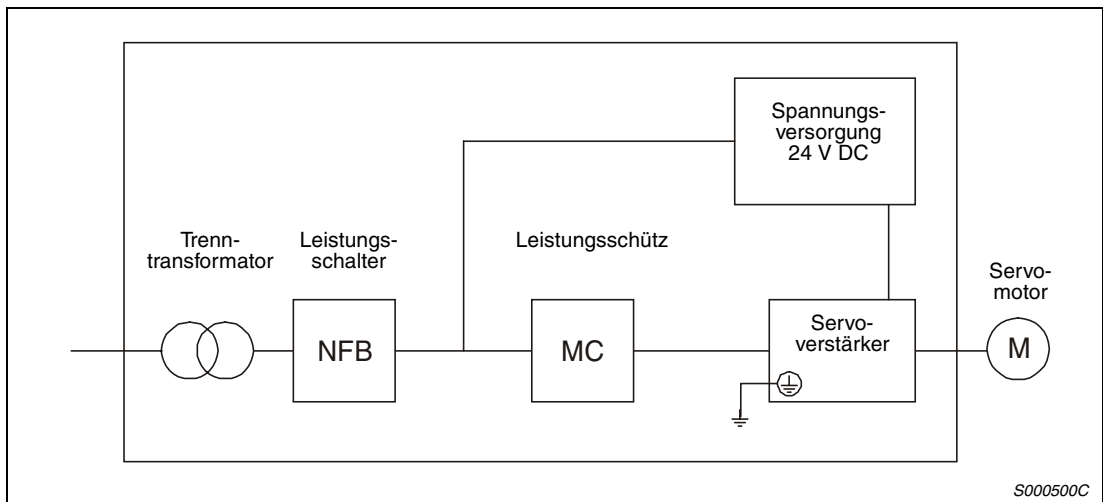 Spannungs-
versorgung
24 V DC
Trenn-
transformator
Leistungs-
schalter
Leistungsschütz
Servo-
motor
NFB
MC
Servo-
verstärker
M
S000500C